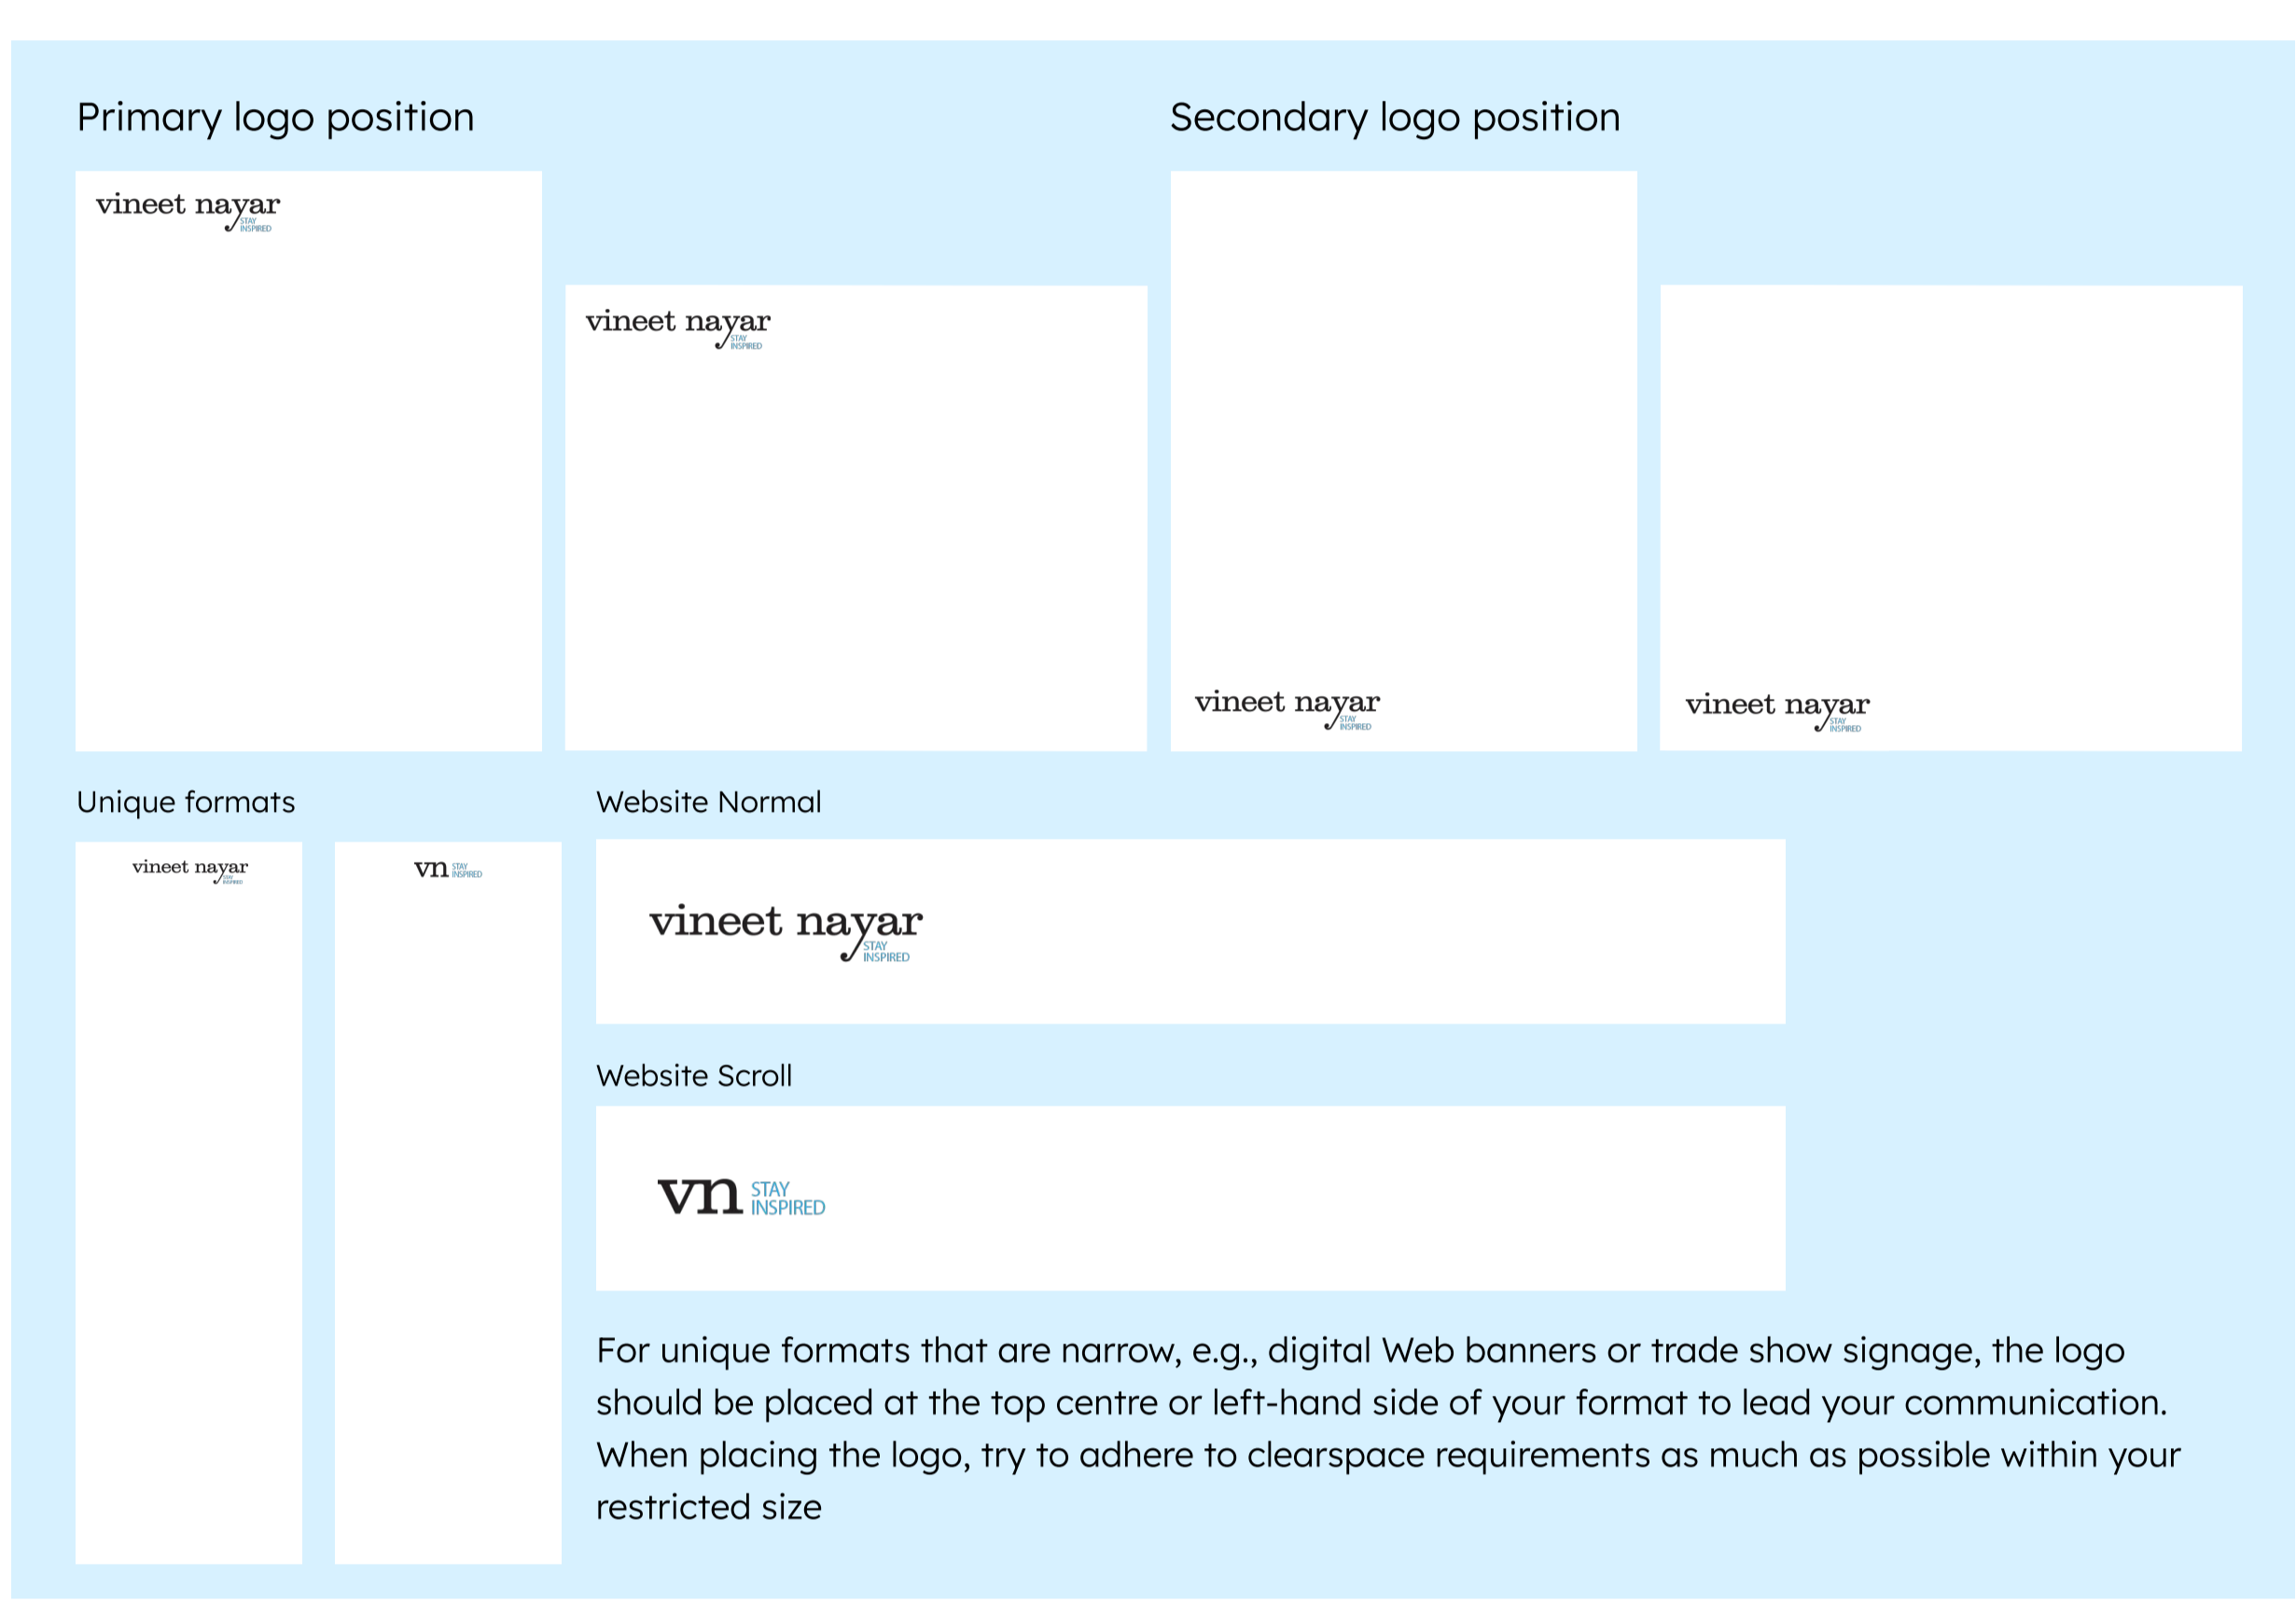 Primary logo position
Secondary logo position
vineet nayar
STAY
INSPIRED
vineet nayar
STAY
INSPIRED
vineet nayar
STAY
INSPIRED
vineet nayar
STAY
INSPIRED
Unique formats
Website Normal
vineet nayar
STAY
INSPIRED
vn STAY
INSPIRED
vineet nayar
STAY
INSPIRED
Website Scroll
vn STAY
INSPIRED
For unique formats that are narrow, e.g., digital Web banners or trade show signage, the logo
should be placed at the top centre or left-hand side of your format to lead your communication.
When placing the logo, try to adhere to clearspace requirements as much as possible within your
restricted size